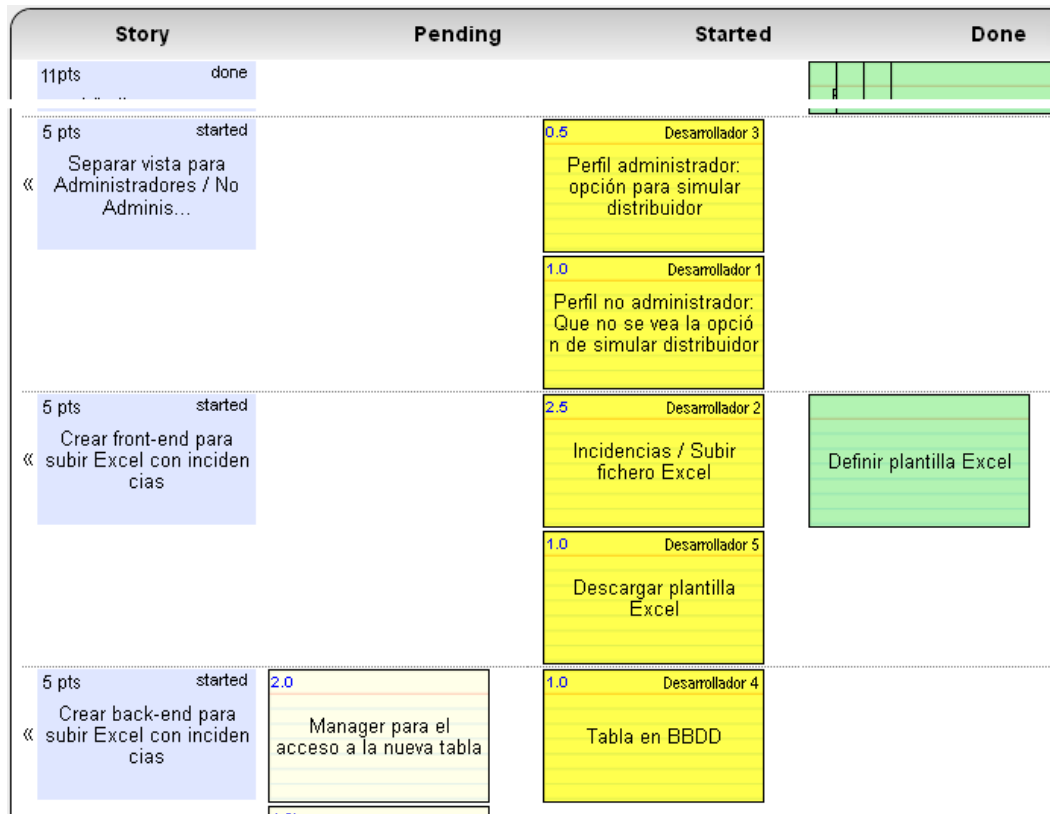 Story
Pending
Started
Done
11pts
done
5 pts
started
Separar vista para
Administradores / No
Adminis...
«
0.5
Desarrollador 3
Perfil administrador:
opción para simular
distribuidor
1.0
Desarrollador 1
Perfil no administrador:
Que no se vea la opció
n de simular distribuidor
5 pts
started
Crear front-end para
subir Excel con inciden
cias
«
2.5
Desarrollador 2
Incidencias / Subir
fichero Excel
Definir plantilla Excel
1.0
Desarrollador 5
Descargar plantilla
Excel
5 pts
started
Crear back-end para
subir Excel con inciden
cias
«
2.0
Manager para el
acceso a la nueva tabla
1.0
Desarrollador 4
Tabla en BBDD